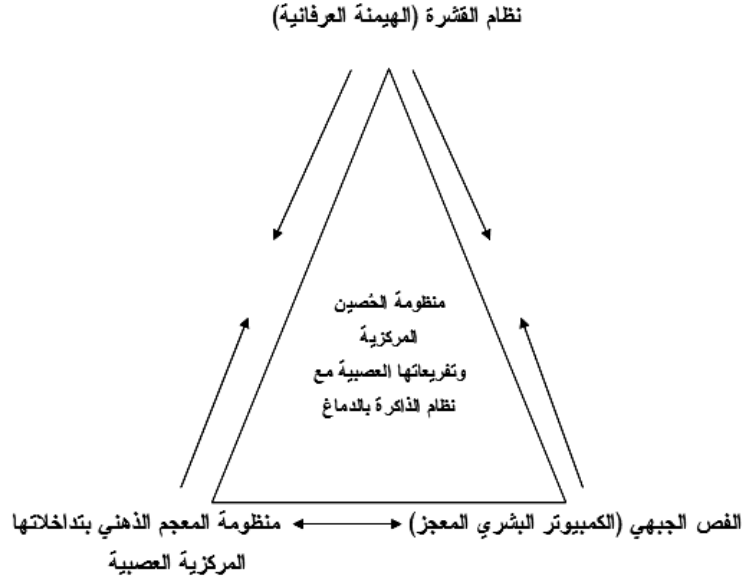 نظام القشرة (الهيمنة العرفانية)
منظومة الحُصين
المركزية
وتفريعاتها العصبية مع
نظام الذاكرة بالدماغ
الفص الجبهي (الكمبيوتر البشري المعجز)
منظومة المعجم الذهني بتداخلاتها
المركزية العصبية